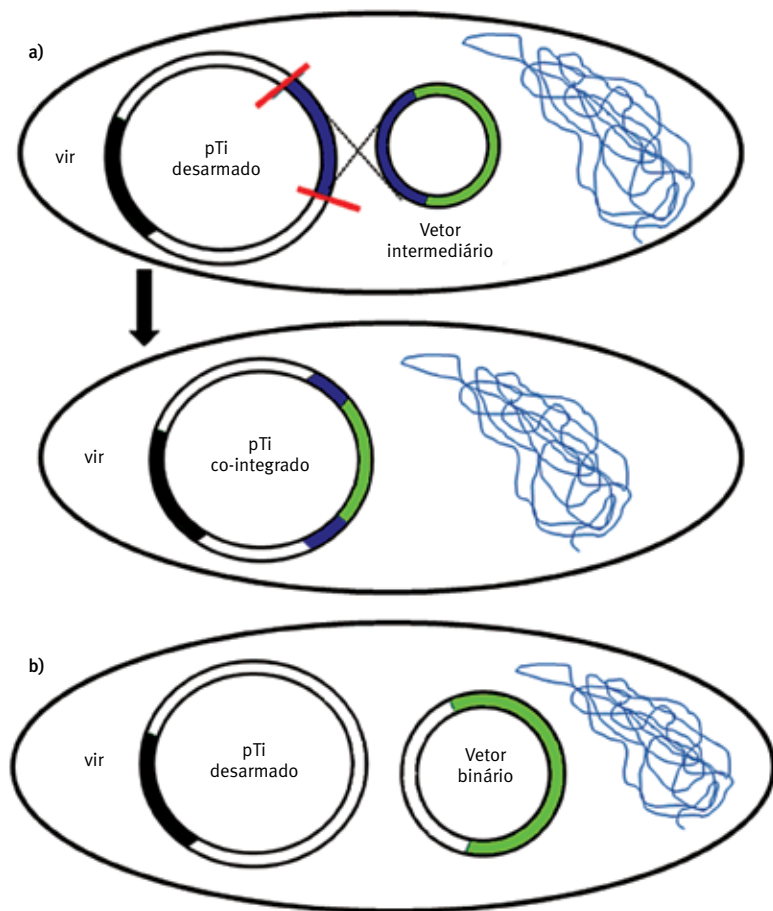 a)
vir
pTi
desarmado
Vetor
intermediário
vir
pTi
co-integrado
b)
vir
pTi
desarmado
Vetor
binário